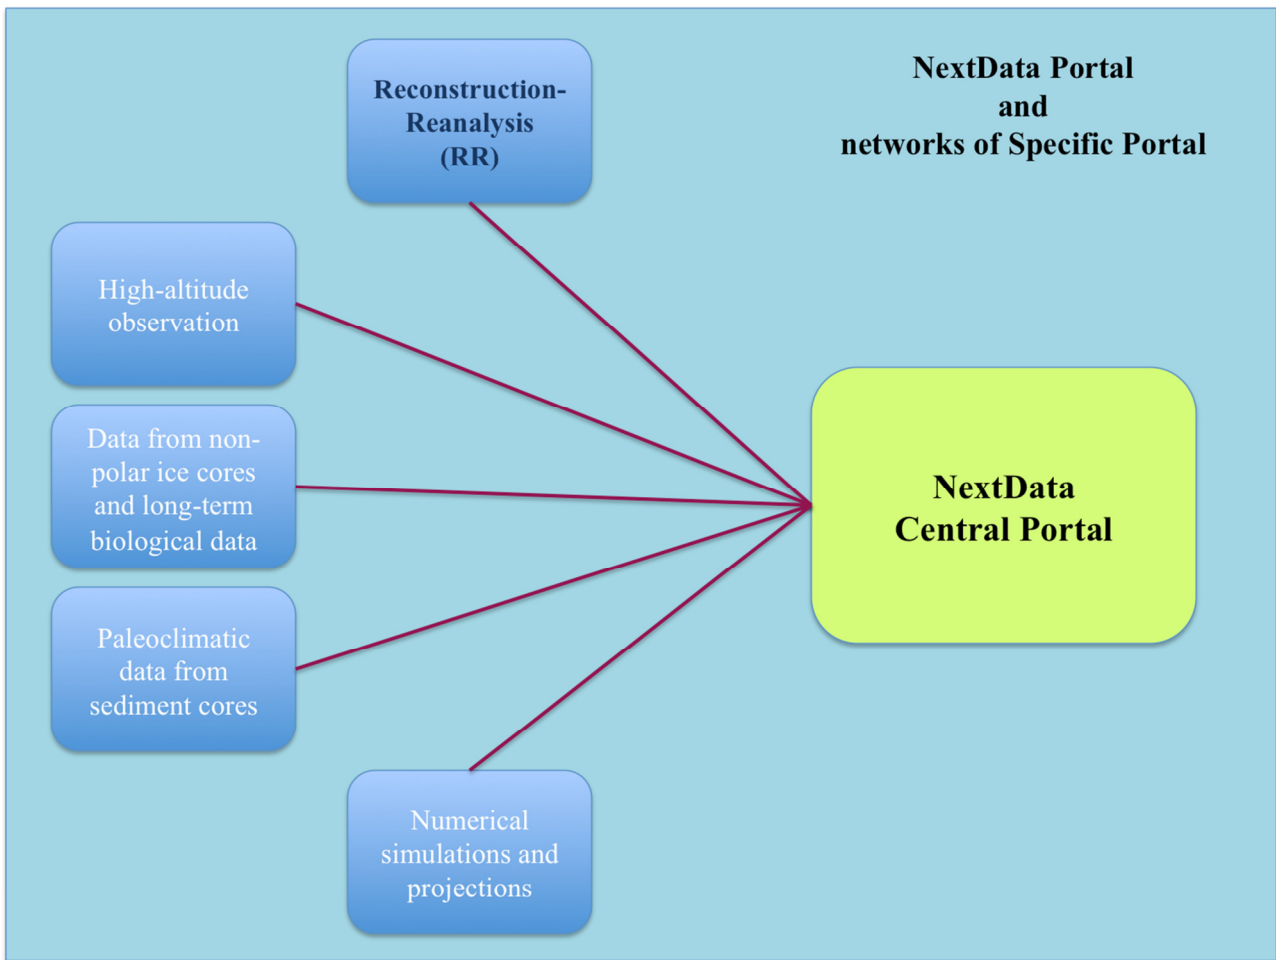 NextData Portal
and
networks of Specific Portal
Reconstruction-
Reanalysis
(RR)
High-altitude
observation
Data from non-
polar ice cores
and long-term
biological data
Paleoclimatic
data from
sediment cores
Numerical
simulations and
projections
NextData
Central Portal